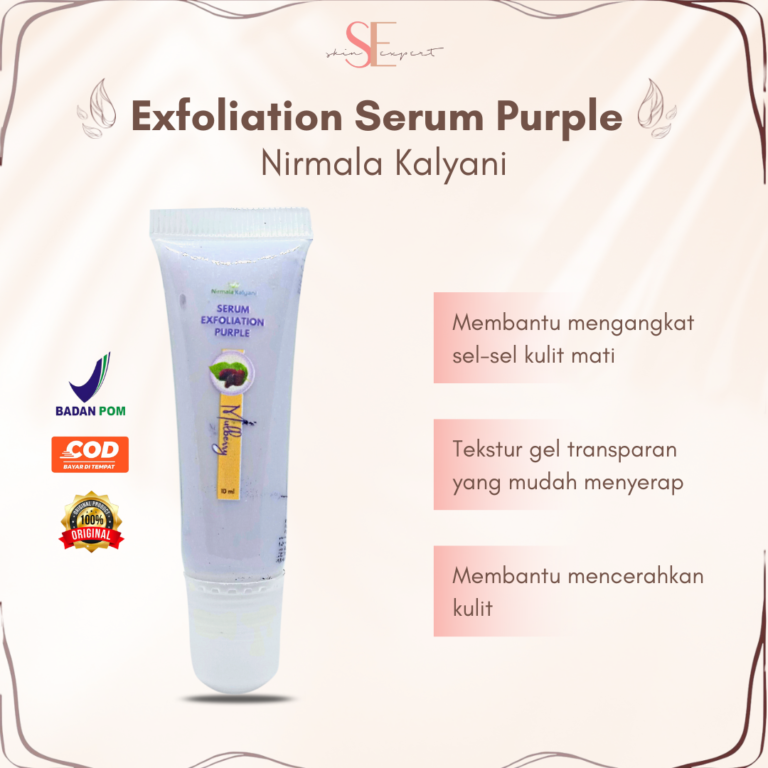 SE
skin expert
Exfoliation Serum Purple
Nirmala Kalyani
Nirmala Kalyani
SERUM
EXFOLIATION
PURPLE
Mulberry
10 ml
BADAN POM
COD
BAYAR DI TEMPAT
ORIGINAL PRODUCT
100%
ORIGINAL
Membantu mengangkat
sel-sel kulit mati
Tekstur gel transparan
yang mudah menyerap
Membantu mencerahkan
kulit